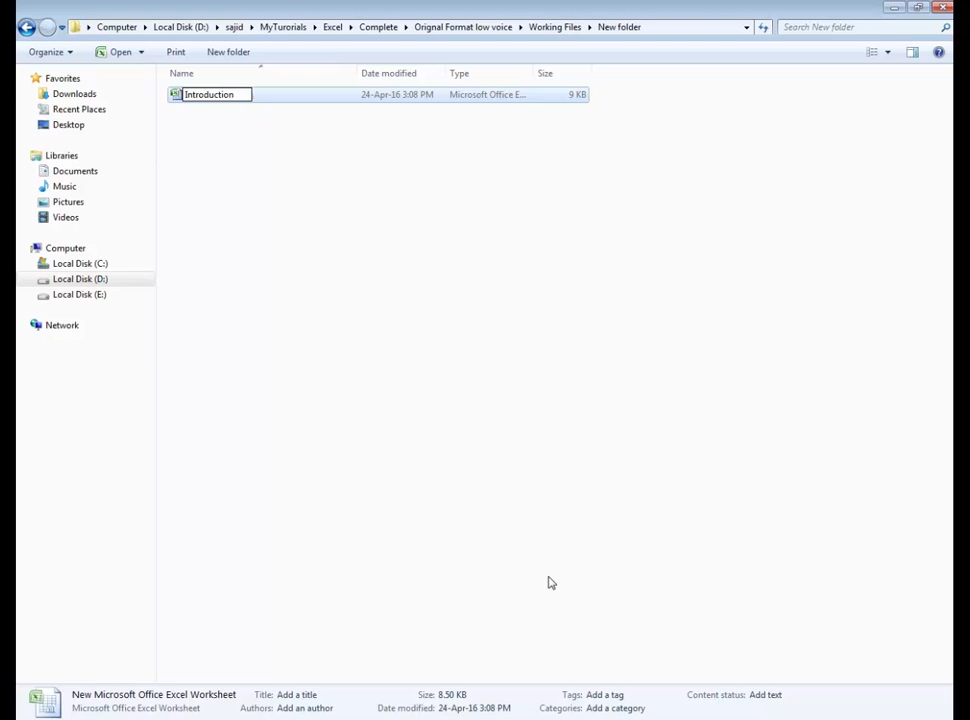 Computer Local Disk (D:) sajid MyTurorials Excel Complete Orignal Format low voice Working Files New folder Search New folder
Organize Open Print New folder
Name Date modified Type Size
Introduction 24-Apr-16 3:08 PM Microsoft Office E... 9 KB
Favorites
Downloads
Recent Places
Desktop
Libraries
Documents
Music
Pictures
Videos
Computer
Local Disk (C:)
Local Disk (D:)
Local Disk (E:)
Network
New Microsoft Office Excel Worksheet Title: Add a title Size: 8.50 KB Tags: Add a tag Content status: Add text
Microsoft Office Excel Worksheet Authors: Add an author Date modified: 24-Apr-16 3:08 PM Categories: Add a category